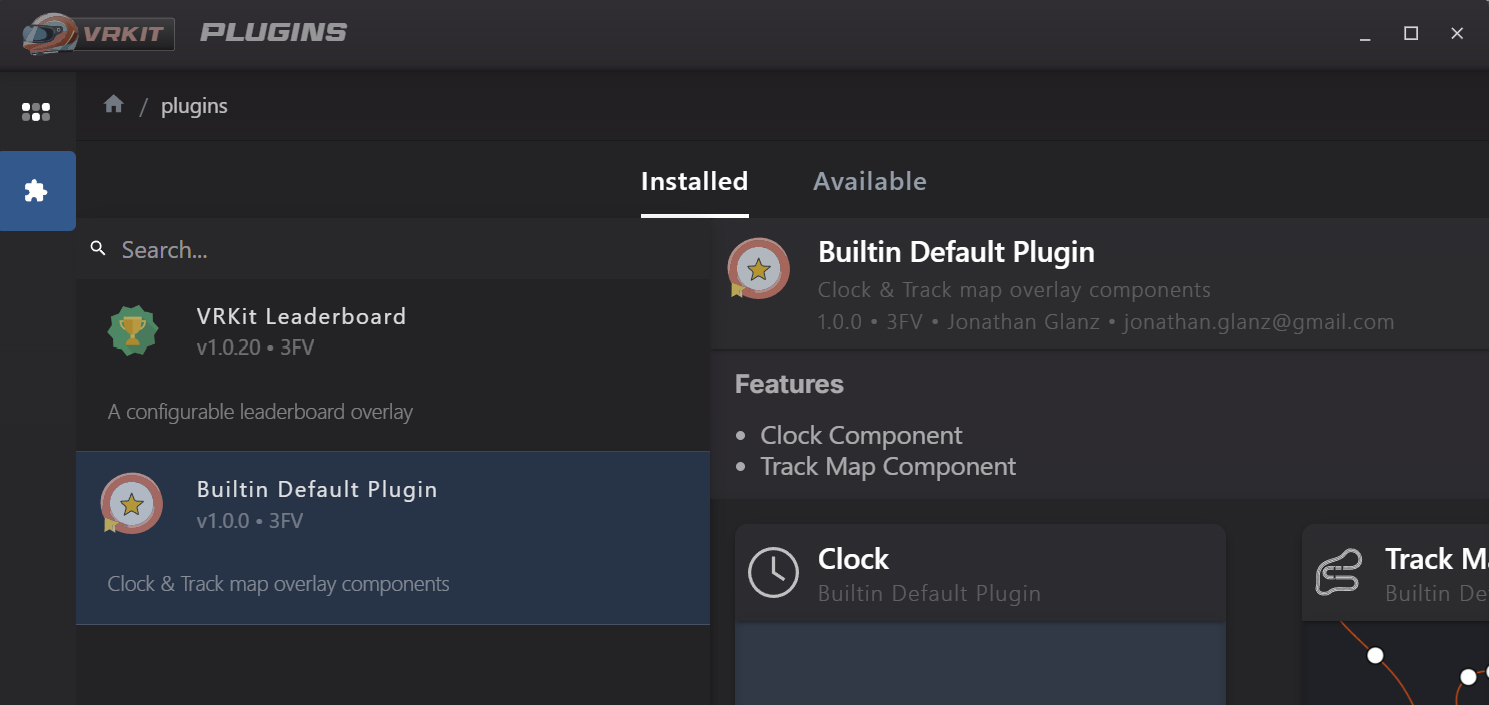 VRKIT PLUGINS
/ plugins
Installed Available
Search...
VRKit Leaderboard
v1.0.20 • 3FV
A configurable leaderboard overlay
Builtin Default Plugin
v1.0.0 • 3FV
Clock & Track map overlay components
Builtin Default Plugin
Clock & Track map overlay components
1.0.0 • 3FV • Jonathan Glanz • jonathan.glanz@gmail.com
Features
• Clock Component
• Track Map Component
Clock
Builtin Default Plugin
Track M
Builtin De